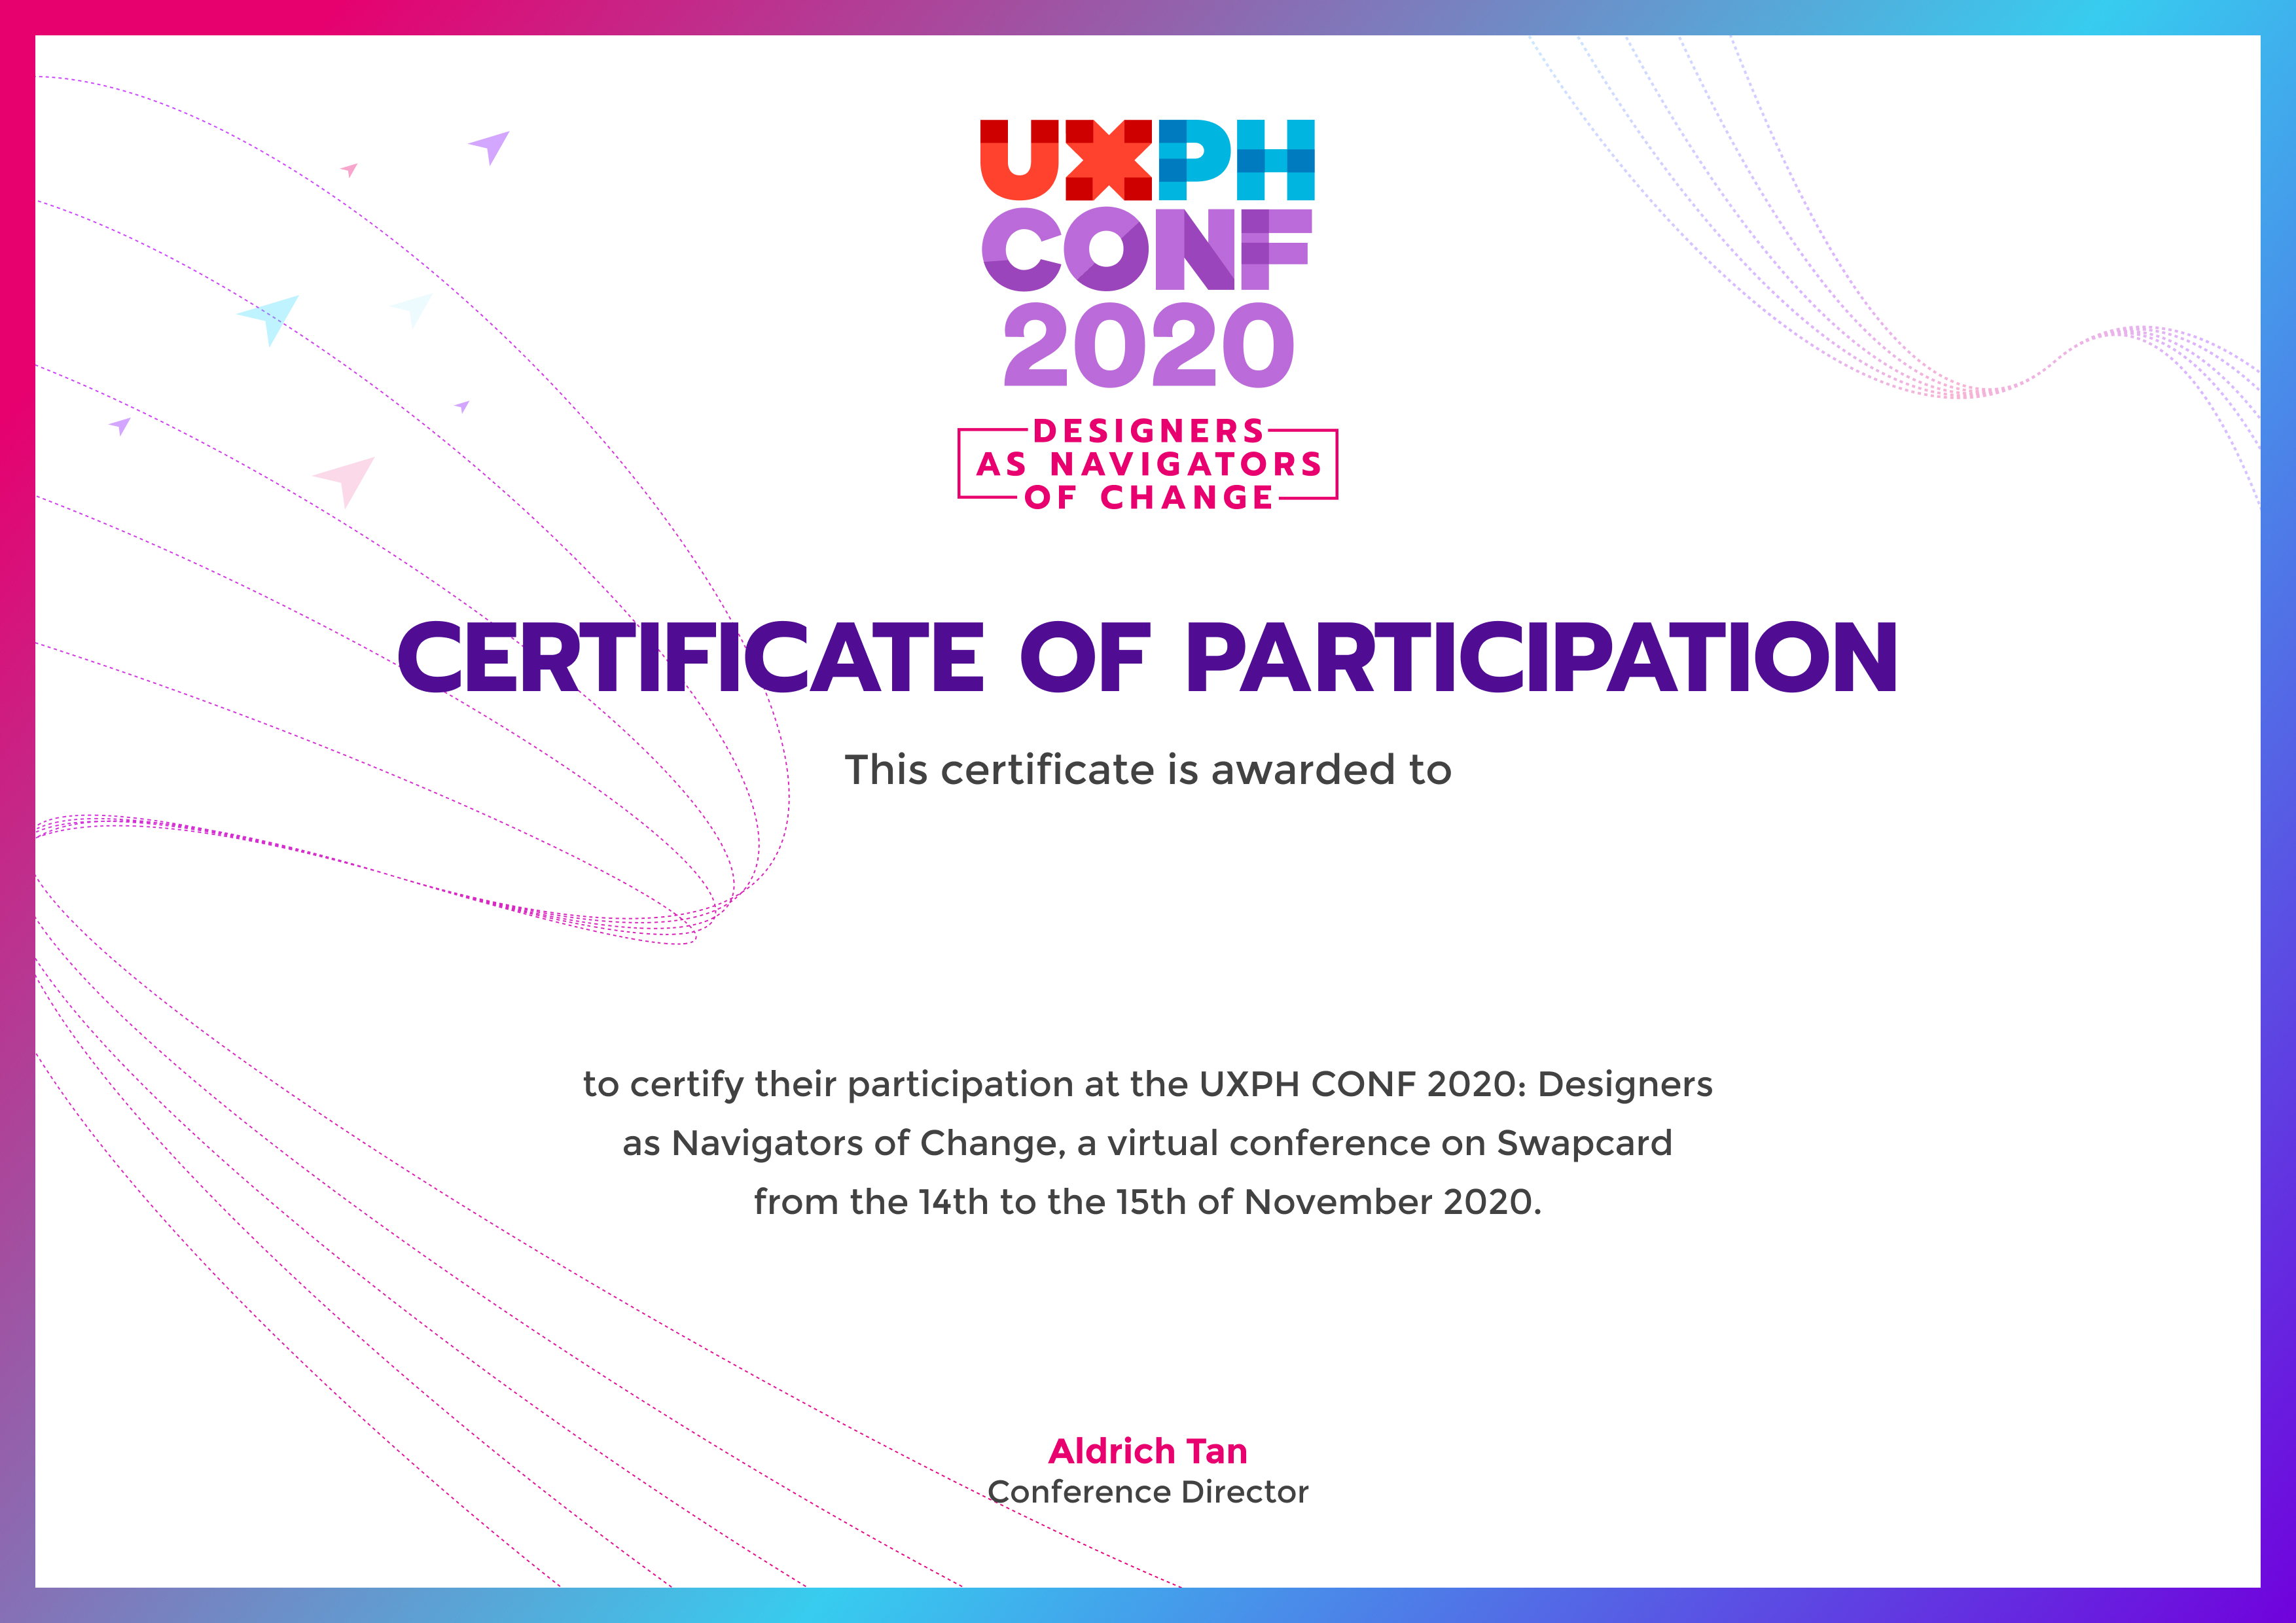 UXPH
CONF
2020
DESIGNERS
AS NAVIGATORS
OF CHANGE
CERTIFICATE OF PARTICIPATION
This certificate is awarded to
to certify their participation at the UXPH CONF 2020: Designers
as Navigators of Change, a virtual conference on Swapcard
from the 14th to the 15th of November 2020.
Aldrich Tan
Conference Director